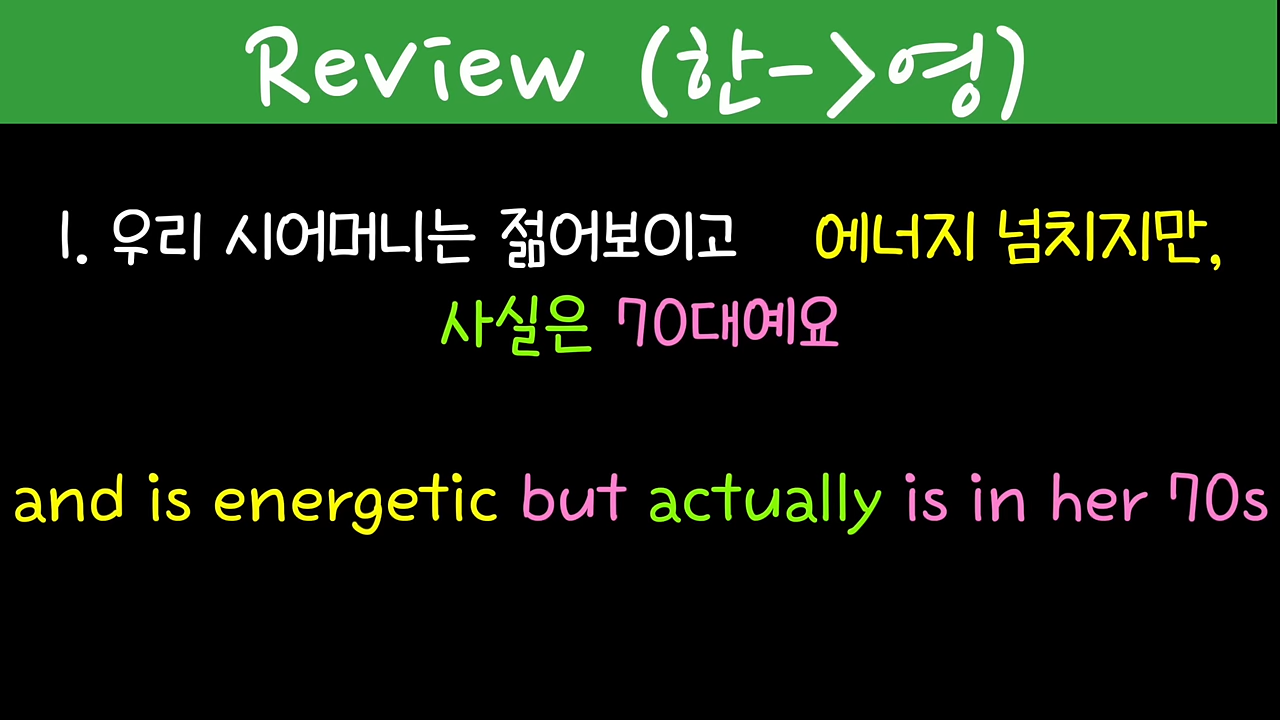 Review (한->영)
1. 우리 시어머니는 젊어보이고 에너지 넘치지만,
사실은 70대예요
and is energetic but actually is in her 70s